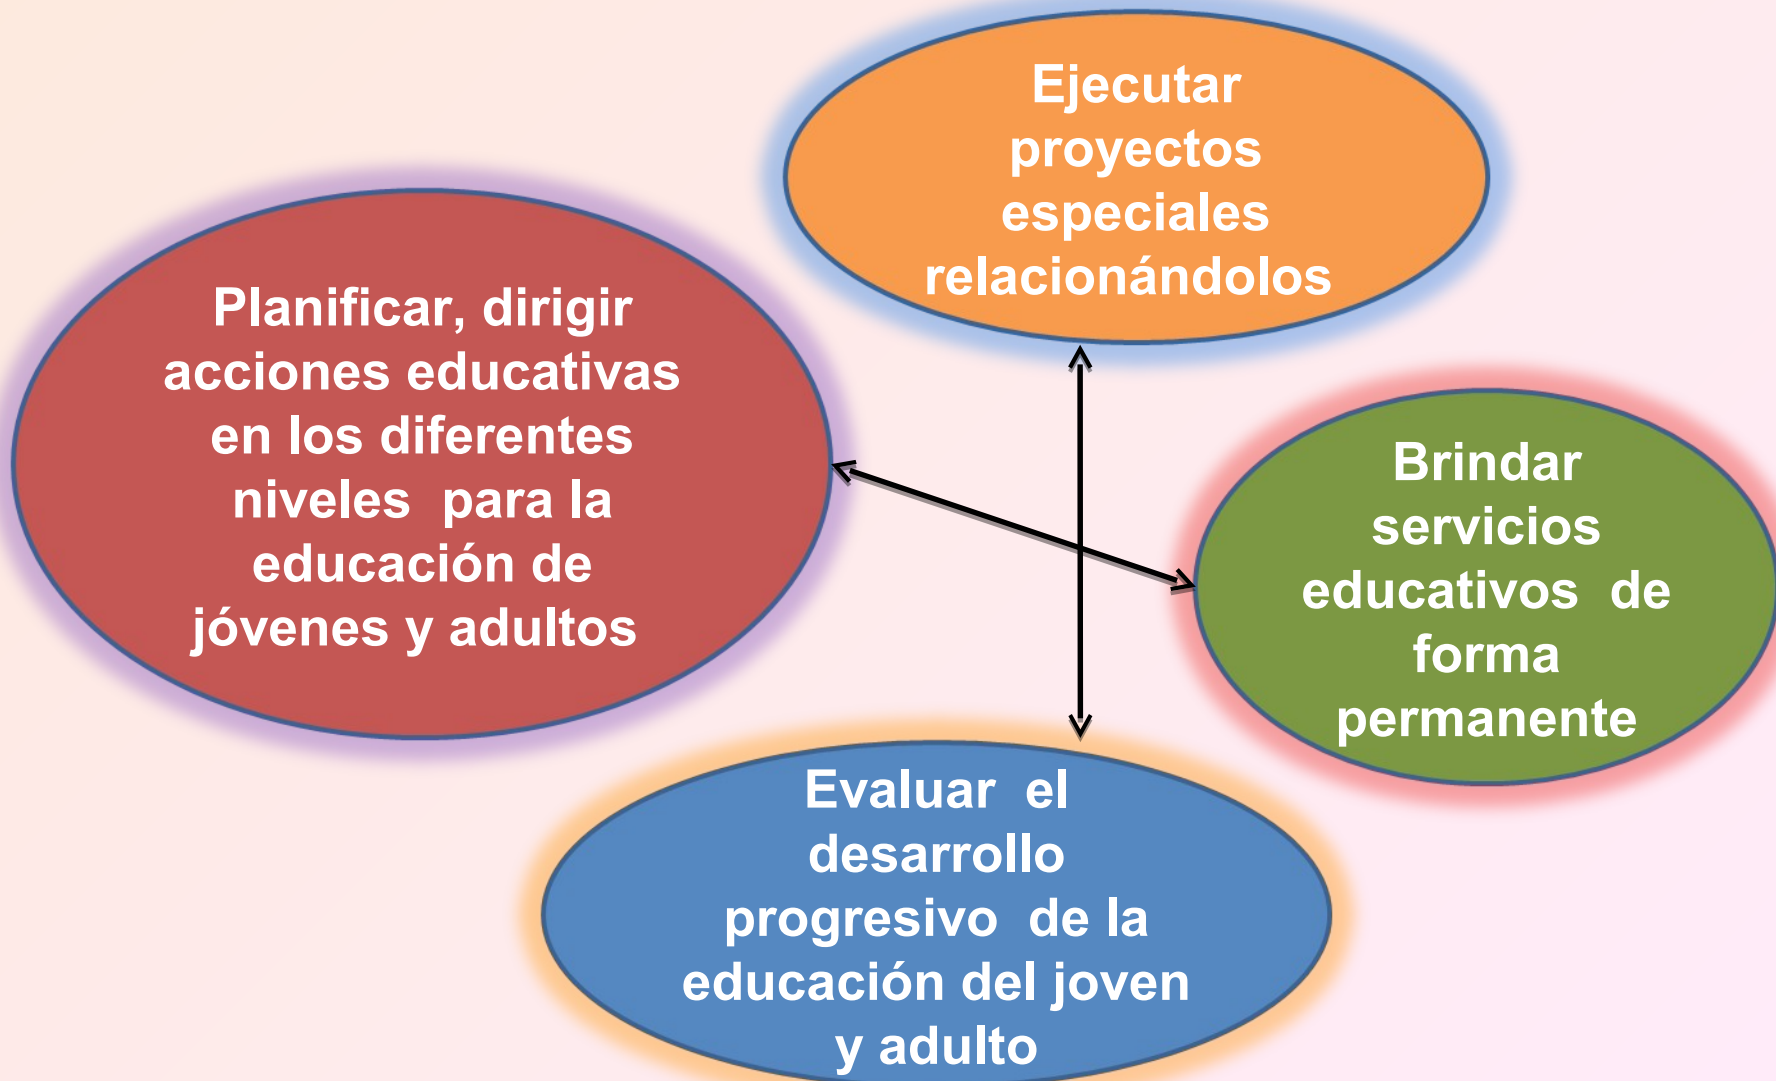 Ejecutar
proyectos
especiales
relacionándolos
Planificar, dirigir
acciones educativas
en los diferentes
niveles para la
educación de
jóvenes y adultos
Brindar
servicios
educativos de
forma
permanente
Evaluar el
desarrollo
progresivo de la
educación del joven
y adulto